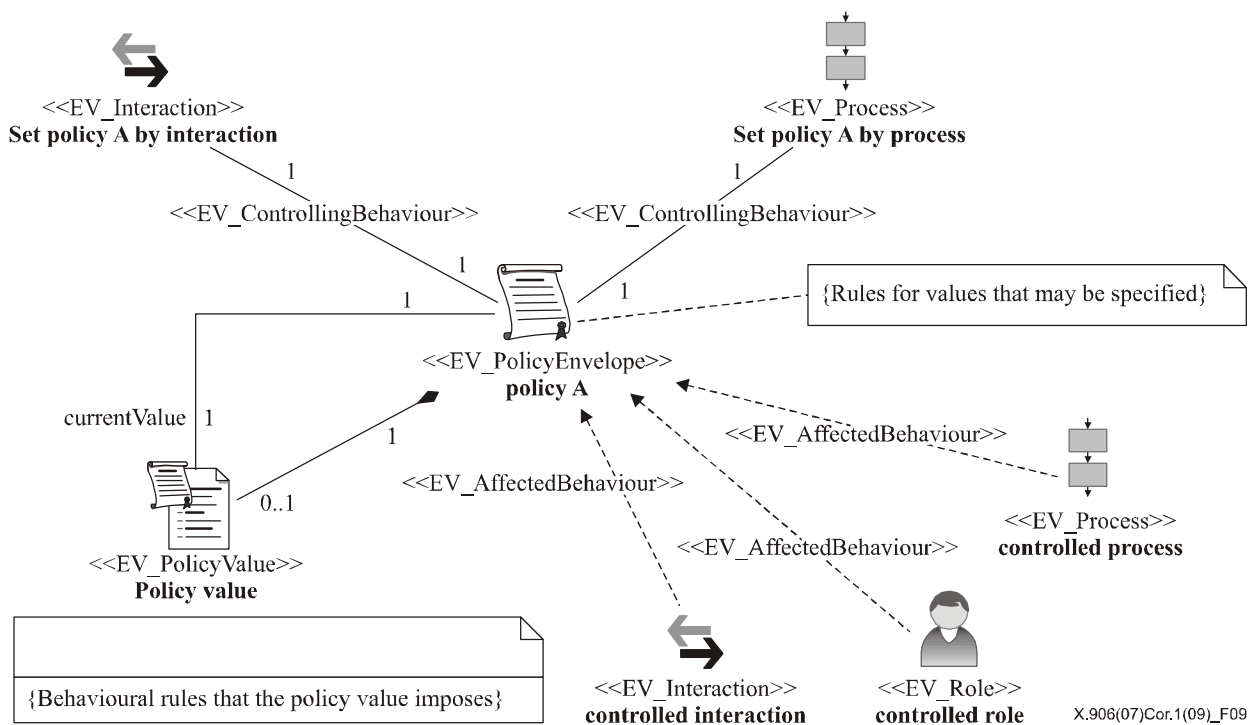 <<EV_Interaction>>
Set policy A by interaction
<<EV_Process>>
Set policy A by process
1
1
<<EV_ControllingBehaviour>>
<<EV_ControllingBehaviour>>
1
1
1
{Rules for values that may be specified}
<<EV_PolicyEnvelope>>
policy A
currentValue
1
1
0..1
<<EV_PolicyValue>>
Policy value
<<EV_AffectedBehaviour>>
<<EV_AffectedBehaviour>>
<<EV_AffectedBehaviour>>
<<EV_Process>>
controlled process
{Behavioural rules that the policy value imposes}
<<EV_Interaction>>
controlled interaction
<<EV_Role>>
controlled role
X.906(07)Cor.1(09)_F09